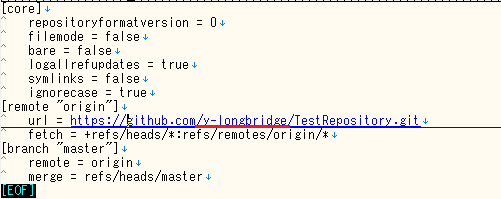 [core]
repositoryformatversion = 0
filemode = false
bare = false
logallrefupdates = true
symlinks = false
ignorecase = true
[remote "origin"]
url = https://github.com/y-longbridge/TestRepository.git
fetch = +refs/heads/*:refs/remotes/origin/*
[branch "master"]
remote = origin
merge = refs/heads/master
[EOF]